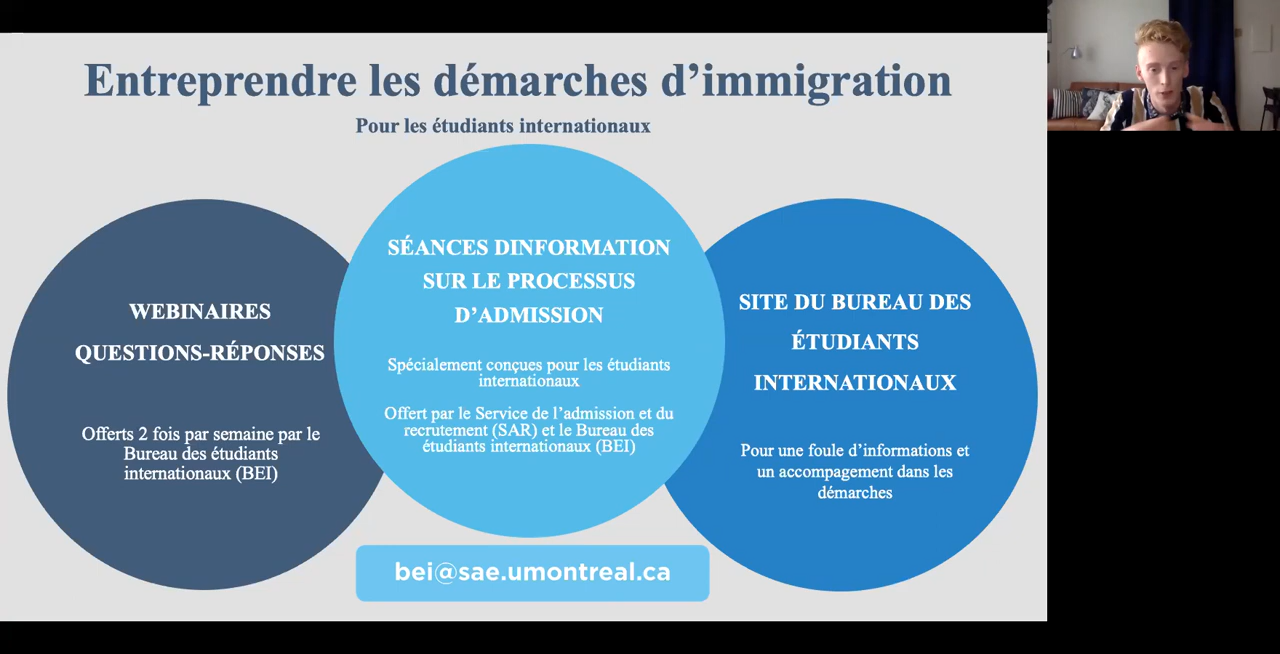 Entreprendre les démarches d’immigration
Pour les étudiants internationaux
WEBINAIRES
QUESTIONS-RÉPONSES
Offerts 2 fois par semaine par le
Bureau des étudiants
internationaux (BEI)
SÉANCES DINFORMATION
SUR LE PROCESSUS
D’ADMISSION
Spécialement conçues pour les étudiants
internationaux
Offert par le Service de l’admission et du
recrutement (SAR) et le Bureau des
étudiants internationaux (BEI)
SITE DU BUREAU DES
ÉTUDIANTS
INTERNATIONAUX
Pour une foule d’informations et
un accompagement dans les
démarches
bei@sae.umontreal.ca